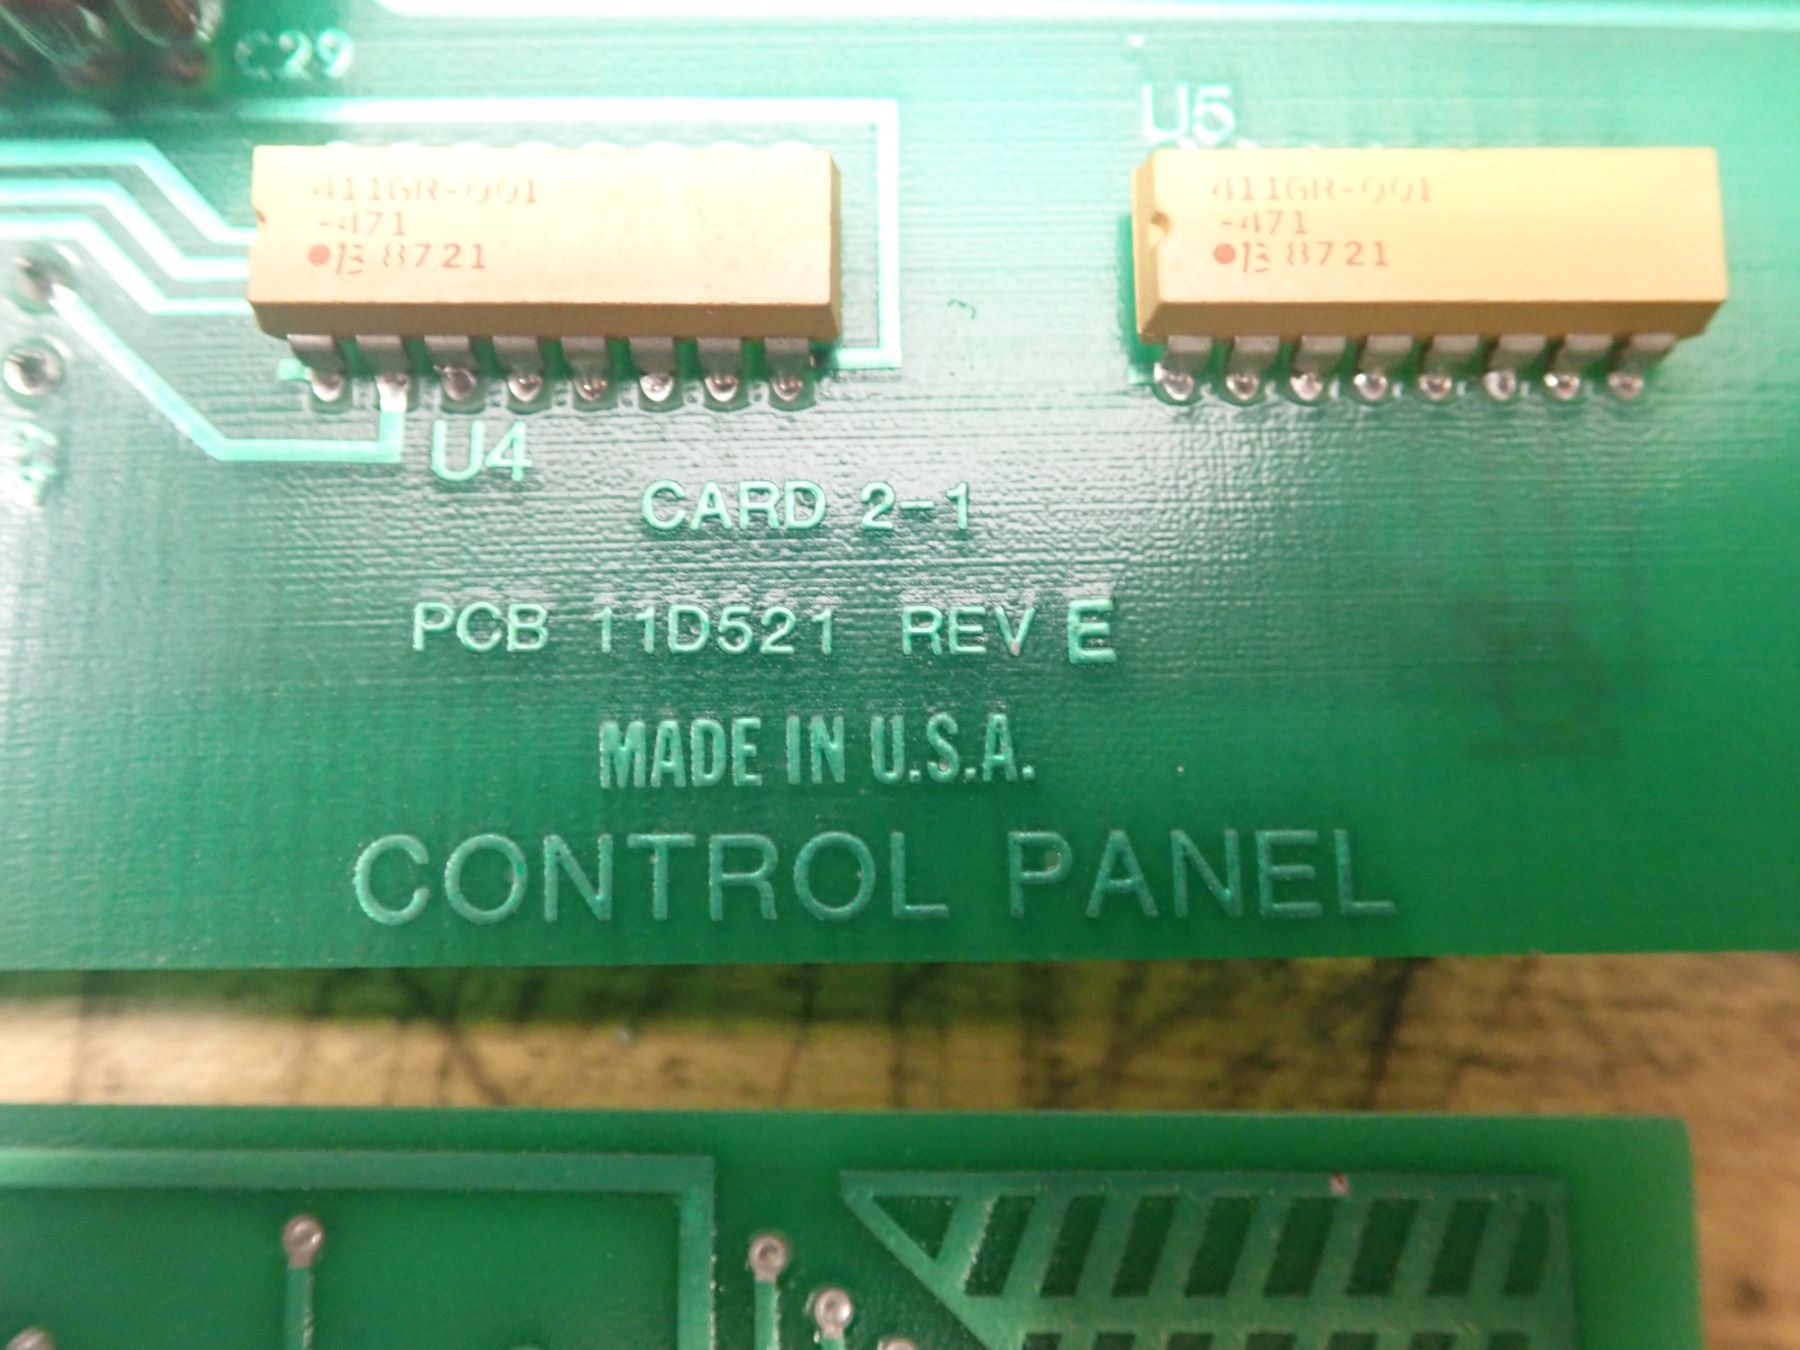 C29
U5
4116R-001
-471
8721
4116R-001
-471
8721
U4
CARD 2-1
PCB 11D521 REV E
MADE IN U.S.A.
CONTROL PANEL